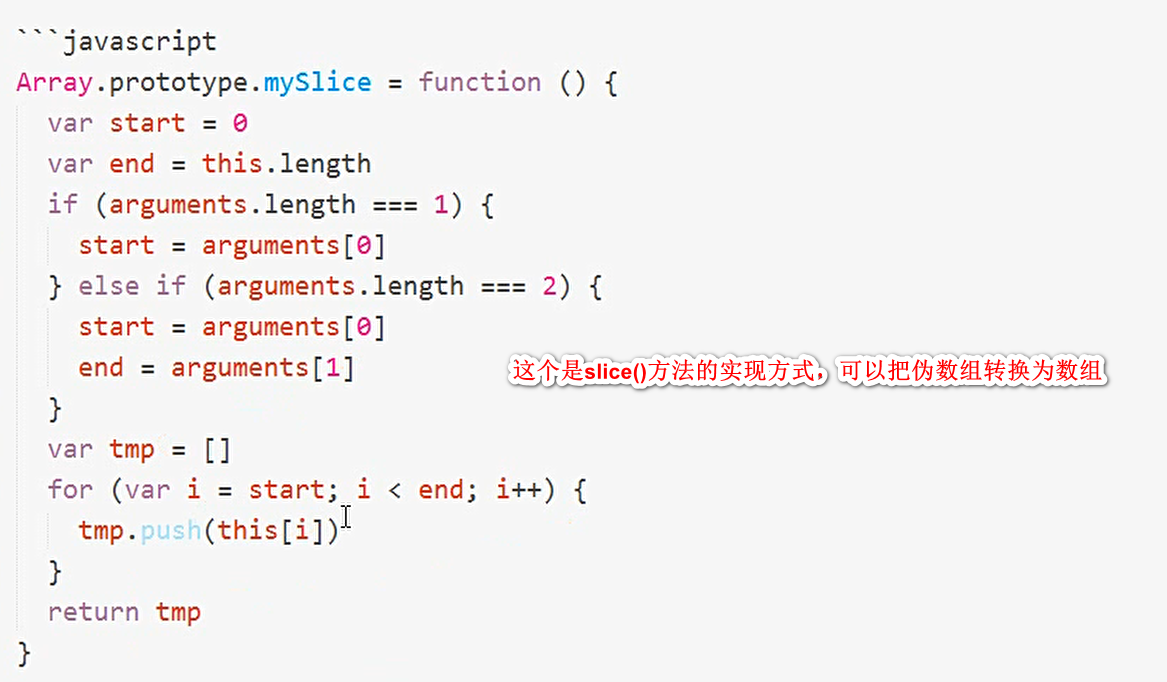 ```javascript
Array.prototype.mySlice = function () {
  var start = 0
  var end = this.length
  if (arguments.length === 1) {
    start = arguments[0]
  } else if (arguments.length === 2) {
    start = arguments[0]
    end = arguments[1]
这个是slice()方法的实现方式，可以把伪数组转换为数组
  }
  var tmp = []
  for (var i = start; i < end; i++) {
    tmp.push(this[i])
  }
  return tmp
}